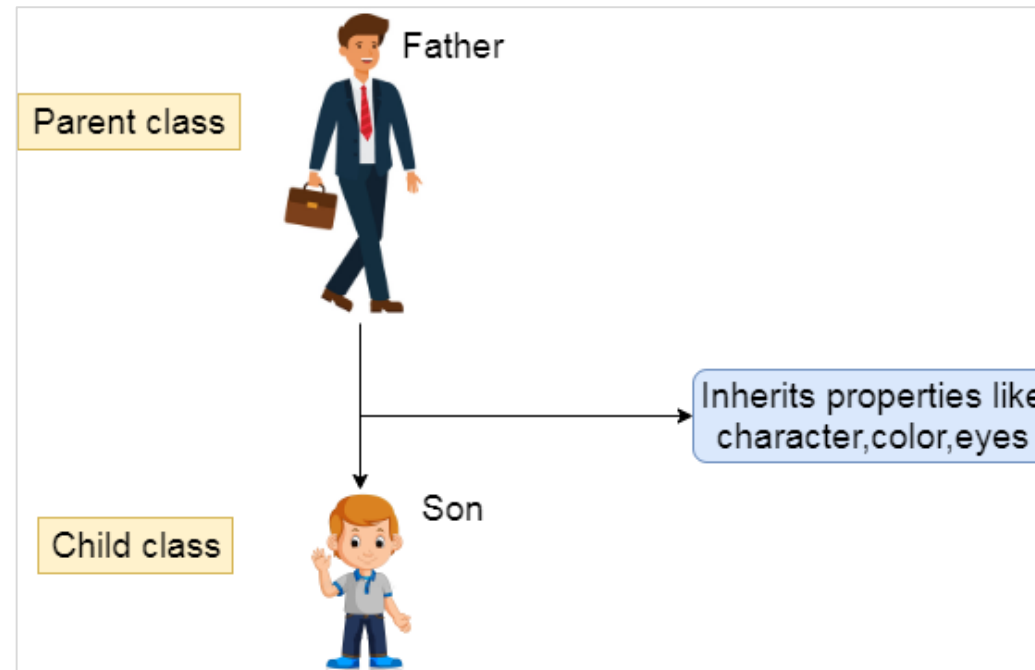 Father
Parent class
Inherits properties like
character,color,eyes
Son
Child class